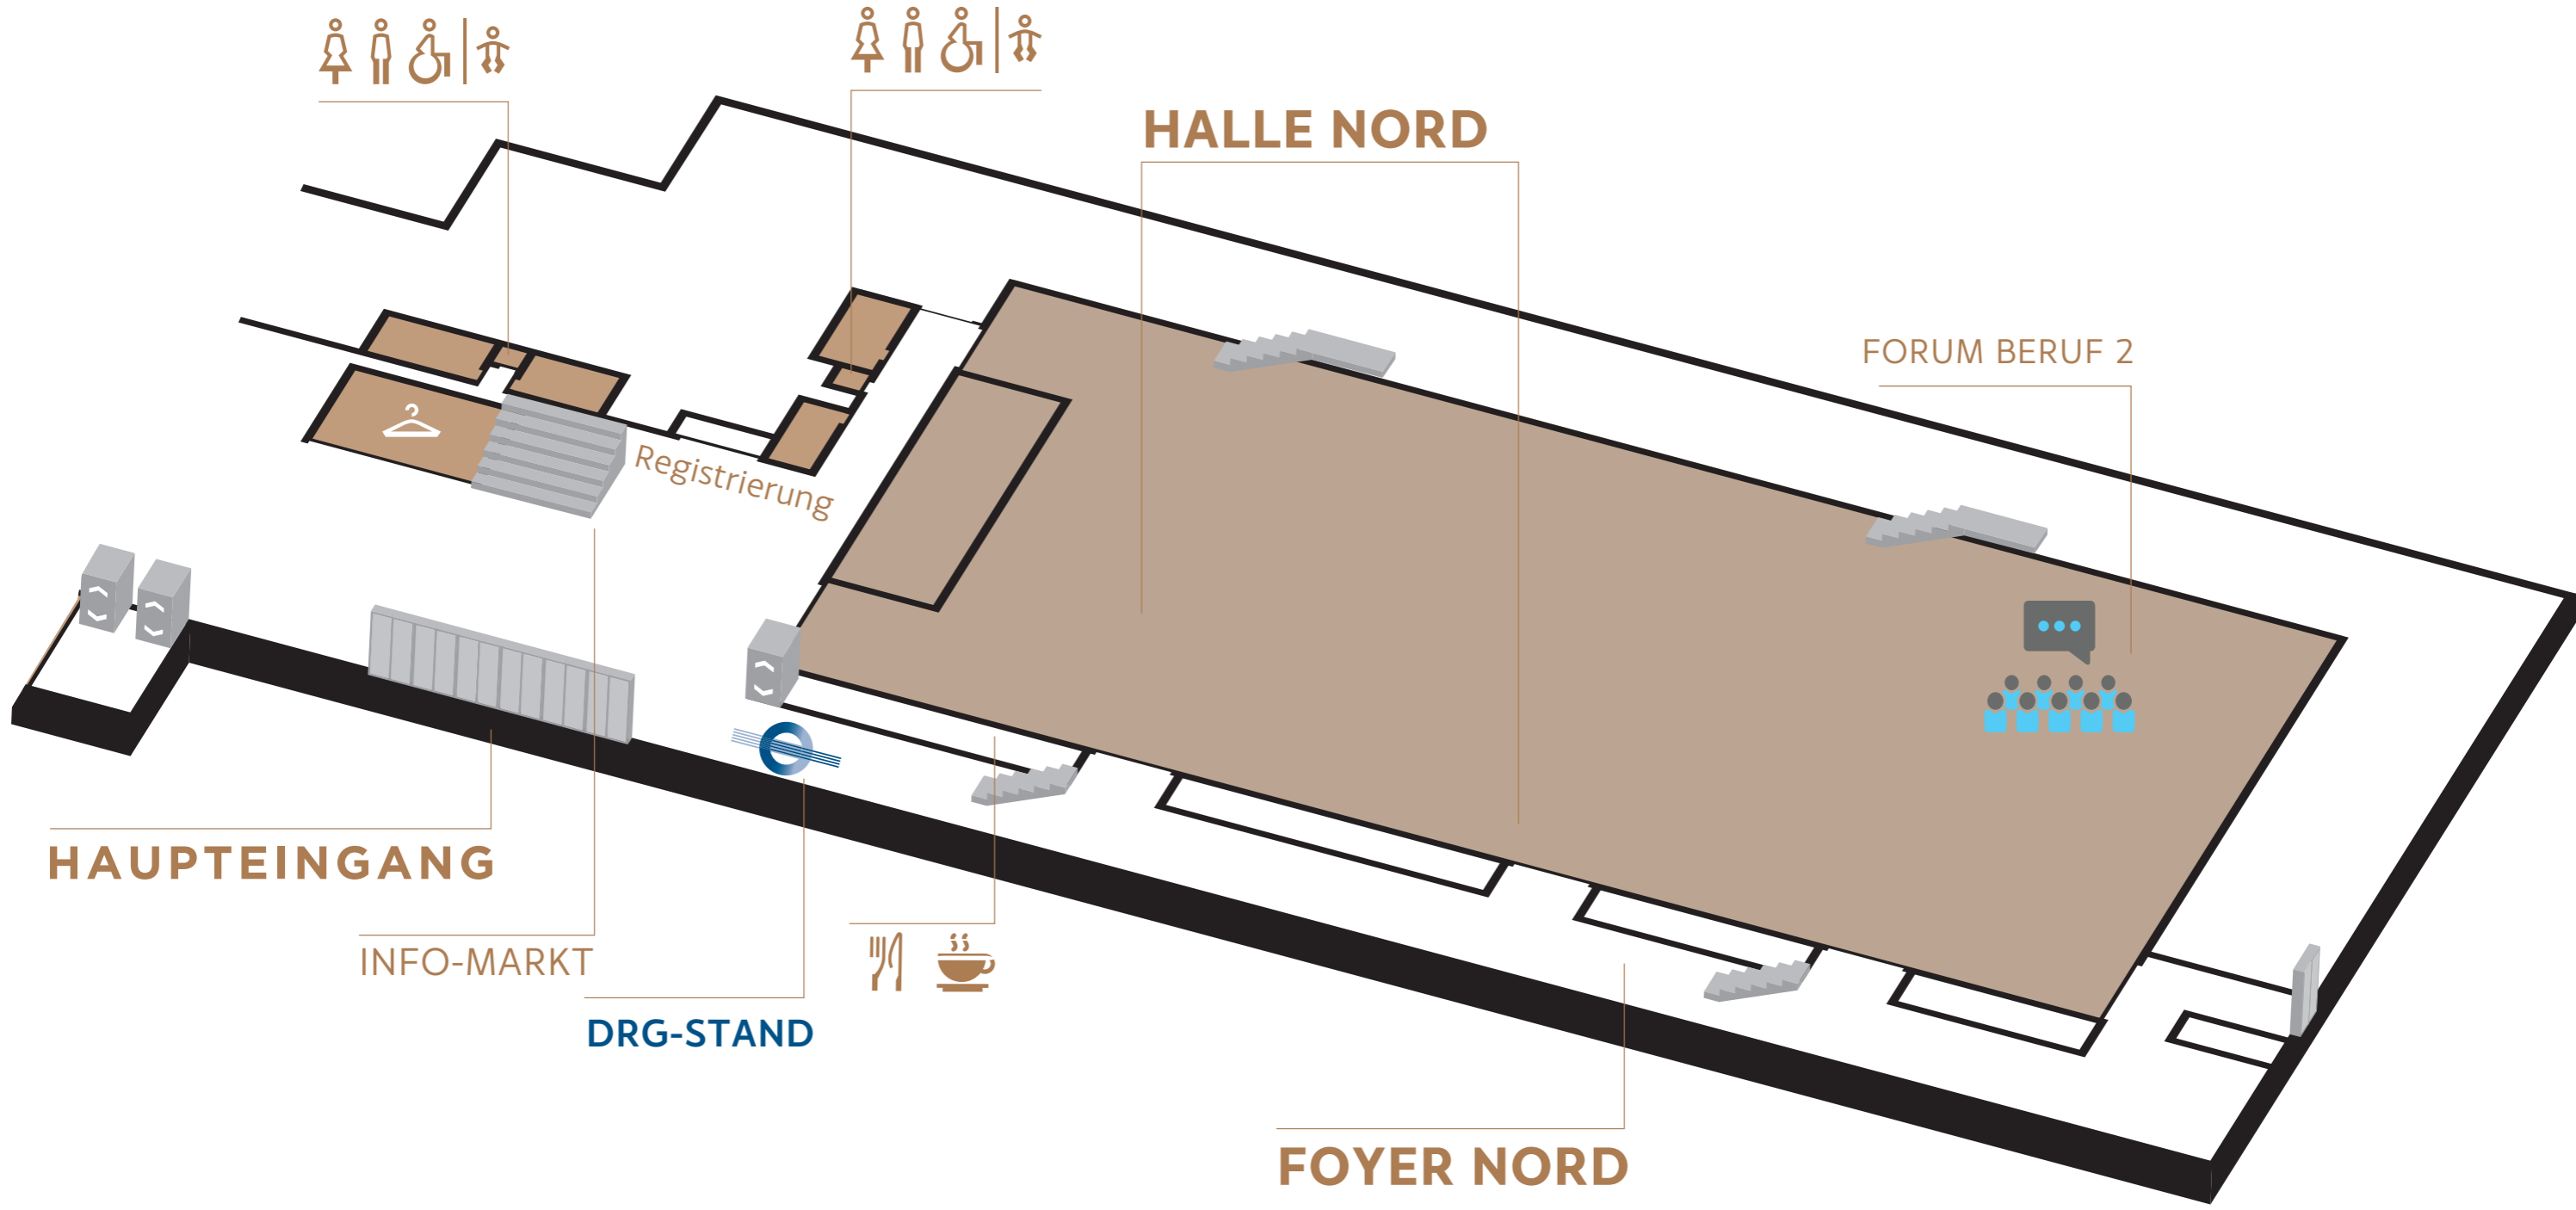 HALLE NORD
FORUM BERUF 2
Registrierung
HAUPTEINGANG
INFO-MARKT
DRG-STAND
FOYER NORD